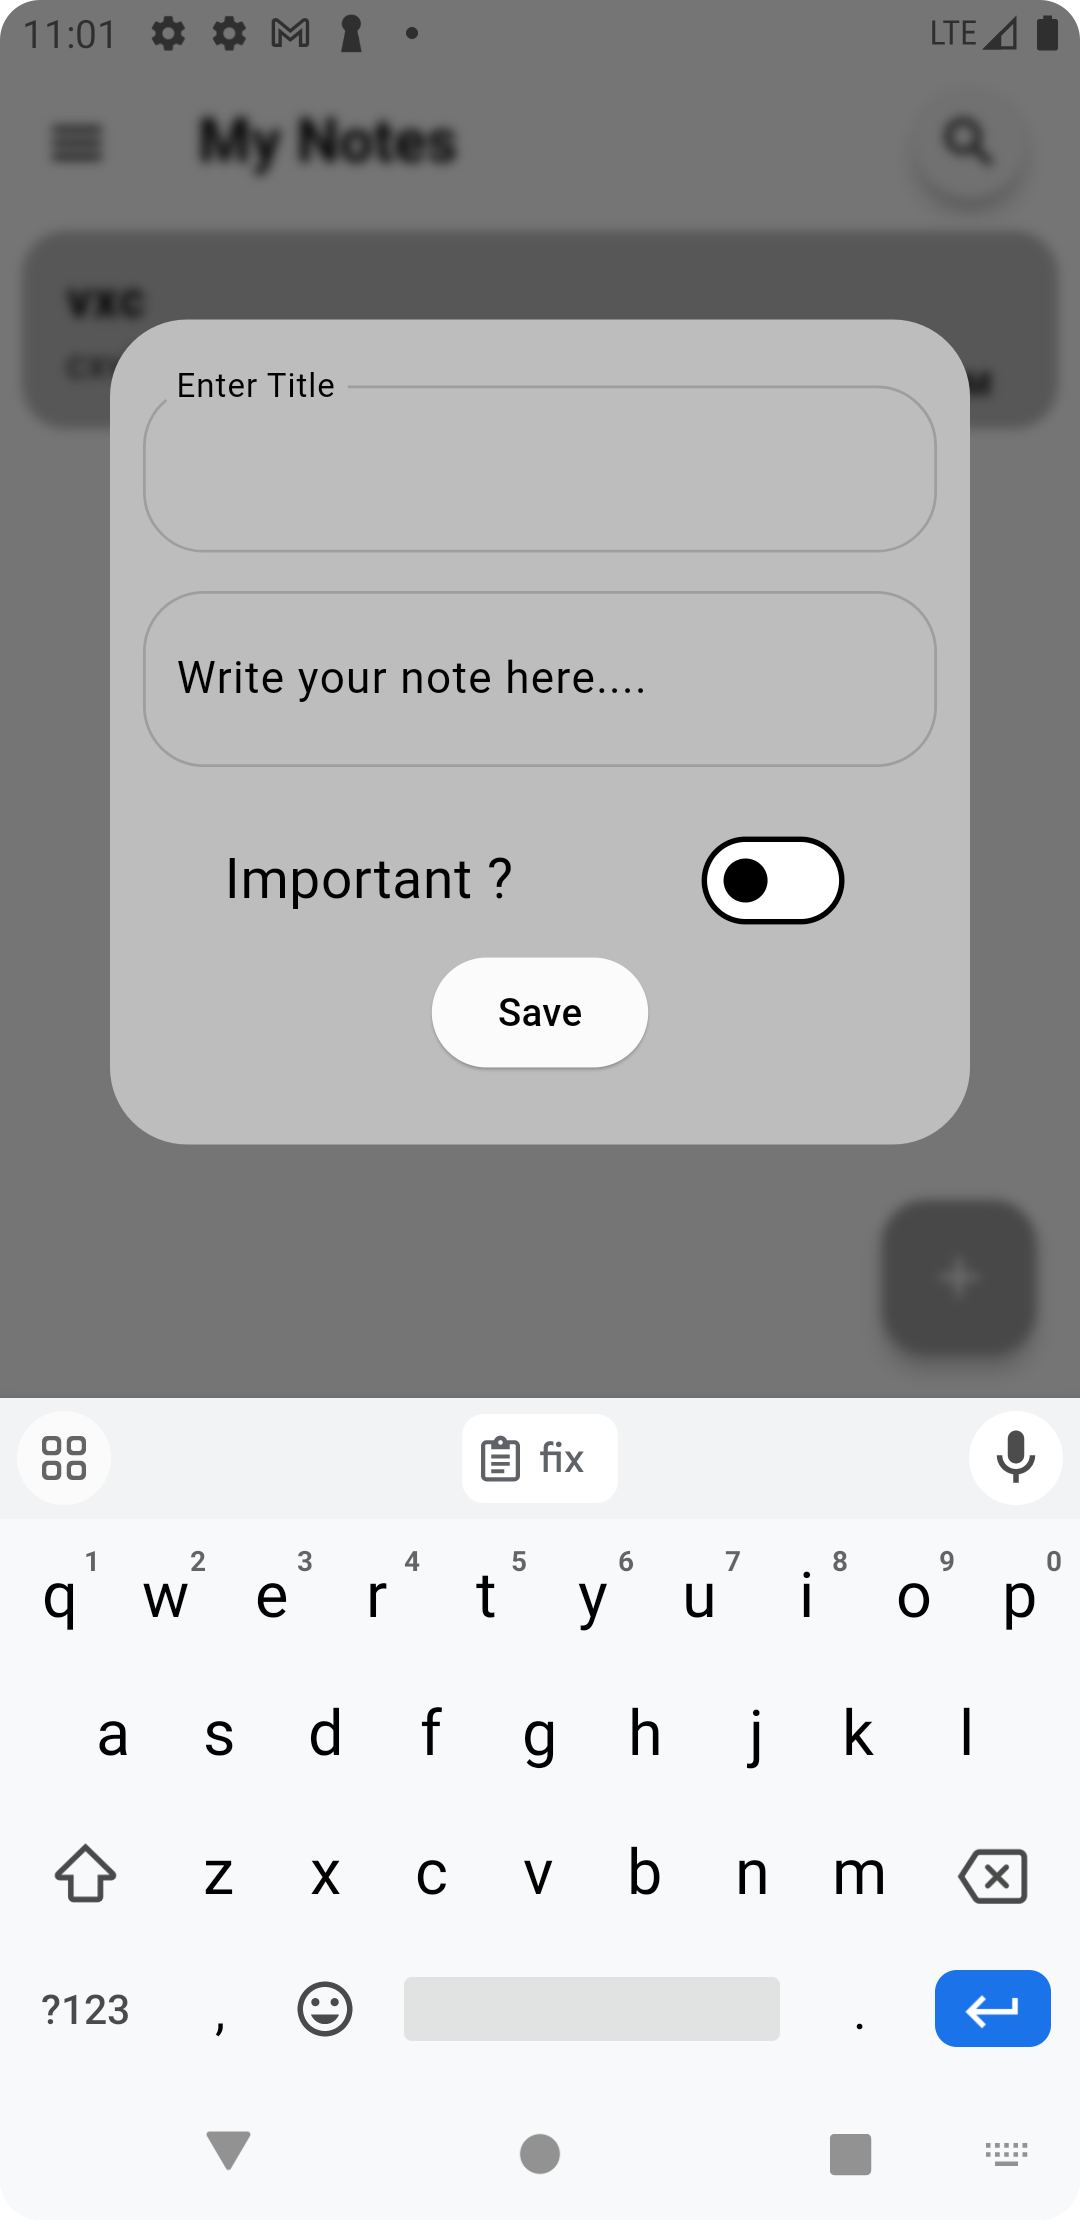 11:01 LTE
My Notes
vxc
Enter Title
Write your note here....
Important ?
Save
fix
1 2 3 4 5 6 7 8 9 0
q w e r t y u i o p
a s d f g h j k l
z x c v b n m
?123 , .